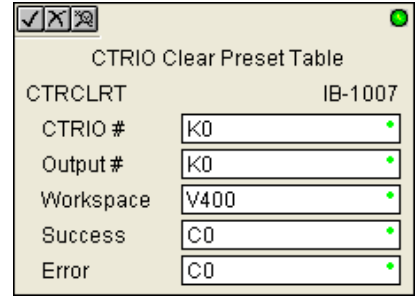 CTRIO Clear Preset Table
CTRCLRT IB-1007
CTRIO # K0
Output # K0
Workspace V400
Success C0
Error C0